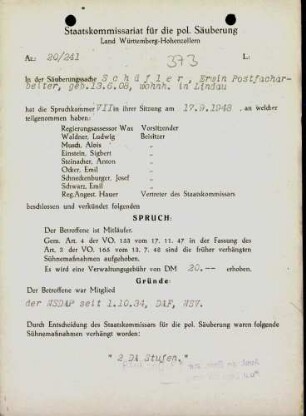 Staatskommissariat für die pol. Säuberung
Land Württemberg-Hohenzollern
Az.: 20/241
373
L.
In der Säuberungssache Schäfler, Erwin Postfachar-
beiter, geb.13.6.08, wohnh. in Lindau
hat die Spruchkammer VII in ihrer Sitzung am 17.9.1948 , an welcher
teilgenommen haben:
Regierungsassessor Was Vorsitzender
Waldner, Ludwig Beisitzer
Musch, Alois "
Einstein, Sigbert "
Steinacher, Anton "
Ocker, Emil "
Schneckenburger, Josef "
Schwarz, Emil "
Reg.Angest. Hauer Vertreter des Staatskommissars
beschlossen und verkündet folgenden
SPRUCH:
Der Betroffene ist Mitläufer.
Gem. Art. 4 der VO. 133 vom 17. 11. 47 in der Fassung des
Art. 2 der VO. 165 vom 13. 7. 48 sind die früher verhängten
Sühnemaßnahmen aufgehoben.
Es wird eine Verwaltungsgebühr von DM 20.-- erhoben.
Gründe:
Der Betroffene war Mitglied
der NSDAP seit 1.10.34, DAF, NSV.
Durch Entscheidung des Staatskommissars für die pol. Säuberung waren folgende
Sühnemaßnahmen verhängt worden:
"2 DA Stufen."